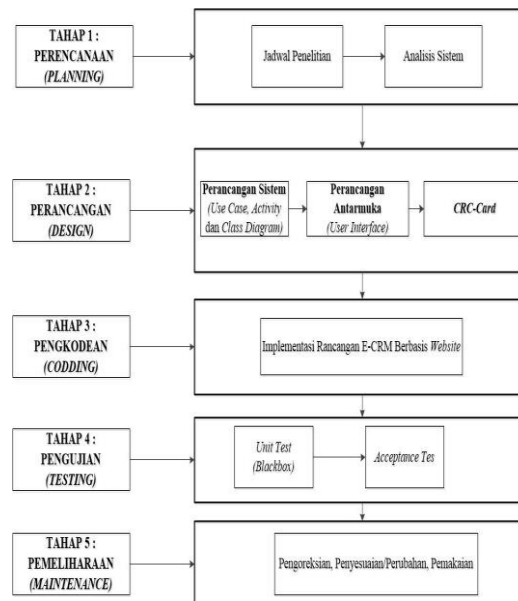 TAHAP 1 :
PERENCANAAN
(PLANNING)
Jadwal Penelitian
Analisis Sistem
TAHAP 2 :
PERANCANGAN
(DESIGN)
Perancangan Sistem
(Use Case, Activity
dan Class Diagram)
Perancangan
Antarmuka
(User Interface)
CRC-Card
TAHAP 3 :
PENGKODEAN
(CODDING)
Implementasi Rancangan E-CRM Berbasis Website
TAHAP 4 :
PENGUJIAN
(TESTING)
Unit Test
(Blackbox)
Acceptance Tes
TAHAP 5 :
PEMELIHARAAN
(MAINTENANCE)
Pengoreksian, Penyesuaian/Perubahan, Pemakaian